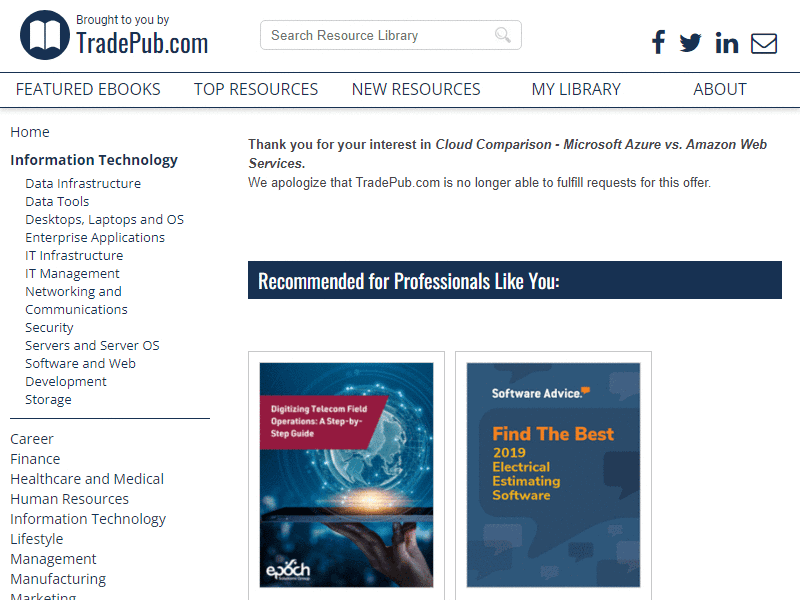 Brought to you by
TradePub.com
Search Resource Library
FEATURED EBOOKS TOP RESOURCES NEW RESOURCES MY LIBRARY ABOUT
Home
Information Technology
Data Infrastructure
Data Tools
Desktops, Laptops and OS
Enterprise Applications
IT Infrastructure
IT Management
Networking and
Communications
Security
Servers and Server OS
Software and Web
Development
Storage
Career
Finance
Healthcare and Medical
Human Resources
Information Technology
Lifestyle
Management
Manufacturing
Marketing
Thank you for your interest in Cloud Comparison - Microsoft Azure vs. Amazon Web
Services.
We apologize that TradePub.com is no longer able to fulfill requests for this offer.
Recommended for Professionals Like You:
Digitizing Telecom Field
Operations: A Step-by-
Step Guide
epoch
Solutions Group
Software Advice.
Find The Best
2019
Electrical
Estimating
Software